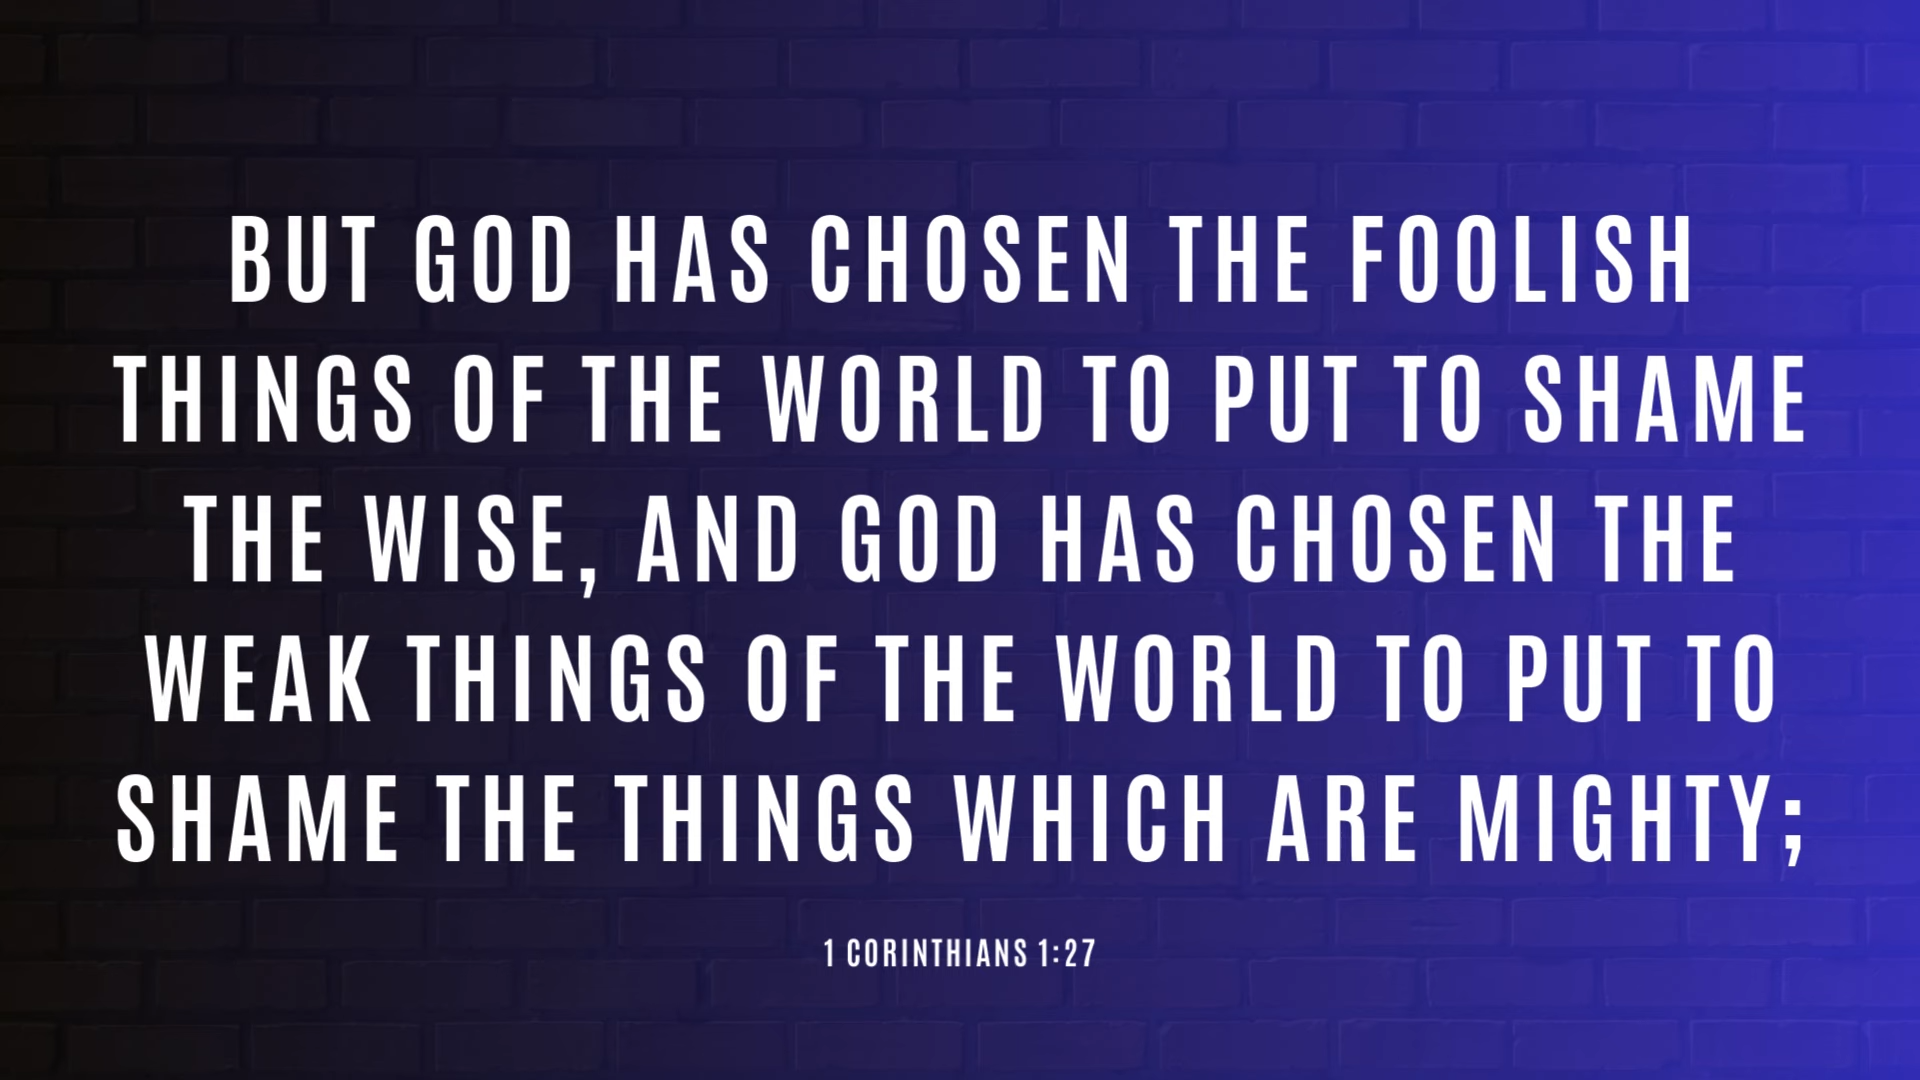 BUT GOD HAS CHOSEN THE FOOLISH
THINGS OF THE WORLD TO PUT TO SHAME
THE WISE, AND GOD HAS CHOSEN THE
WEAK THINGS OF THE WORLD TO PUT TO
SHAME THE THINGS WHICH ARE MIGHTY;
1 CORINTHIANS 1:27